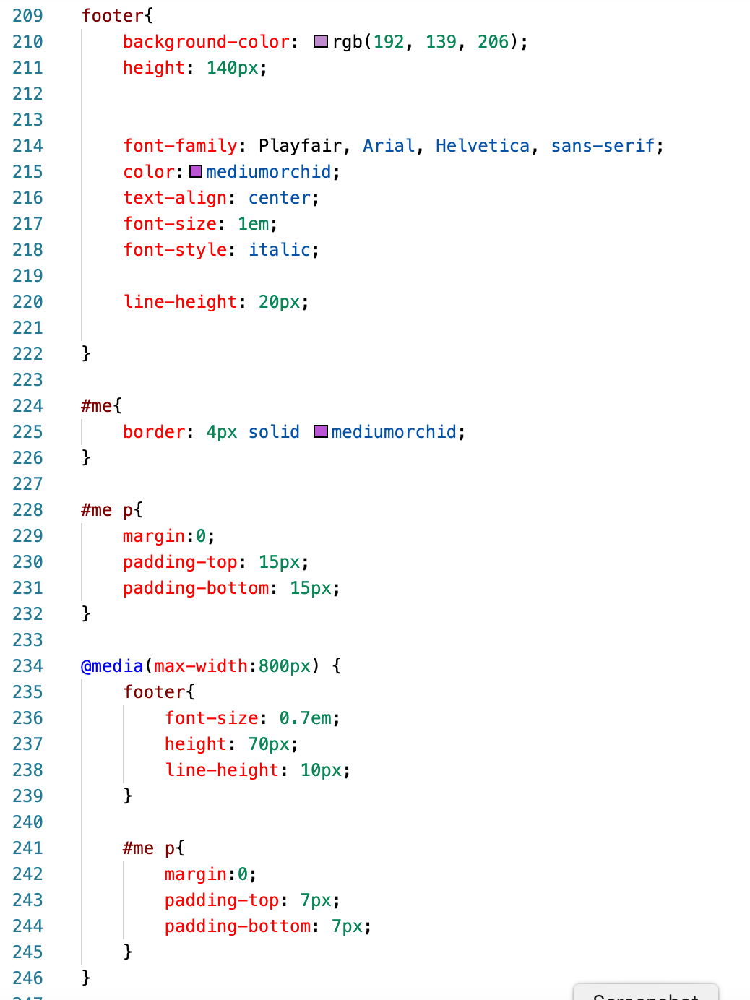 209 footer{
210 background-color: rgb(192, 139, 206);
211 height: 140px;
212
213
214 font-family: Playfair, Arial, Helvetica, sans-serif;
215 color: mediumorchid;
216 text-align: center;
217 font-size: 1em;
218 font-style: italic;
219
220 line-height: 20px;
221
222 }
223
224 #me{
225 border: 4px solid mediumorchid;
226 }
227
228 #me p{
229 margin:0;
230 padding-top: 15px;
231 padding-bottom: 15px;
232 }
233
234 @media(max-width:800px) {
235 footer{
236 font-size: 0.7em;
237 height: 70px;
238 line-height: 10px;
239 }
240
241 #me p{
242 margin:0;
243 padding-top: 7px;
244 padding-bottom: 7px;
245 }
246 }
247
Screenshot